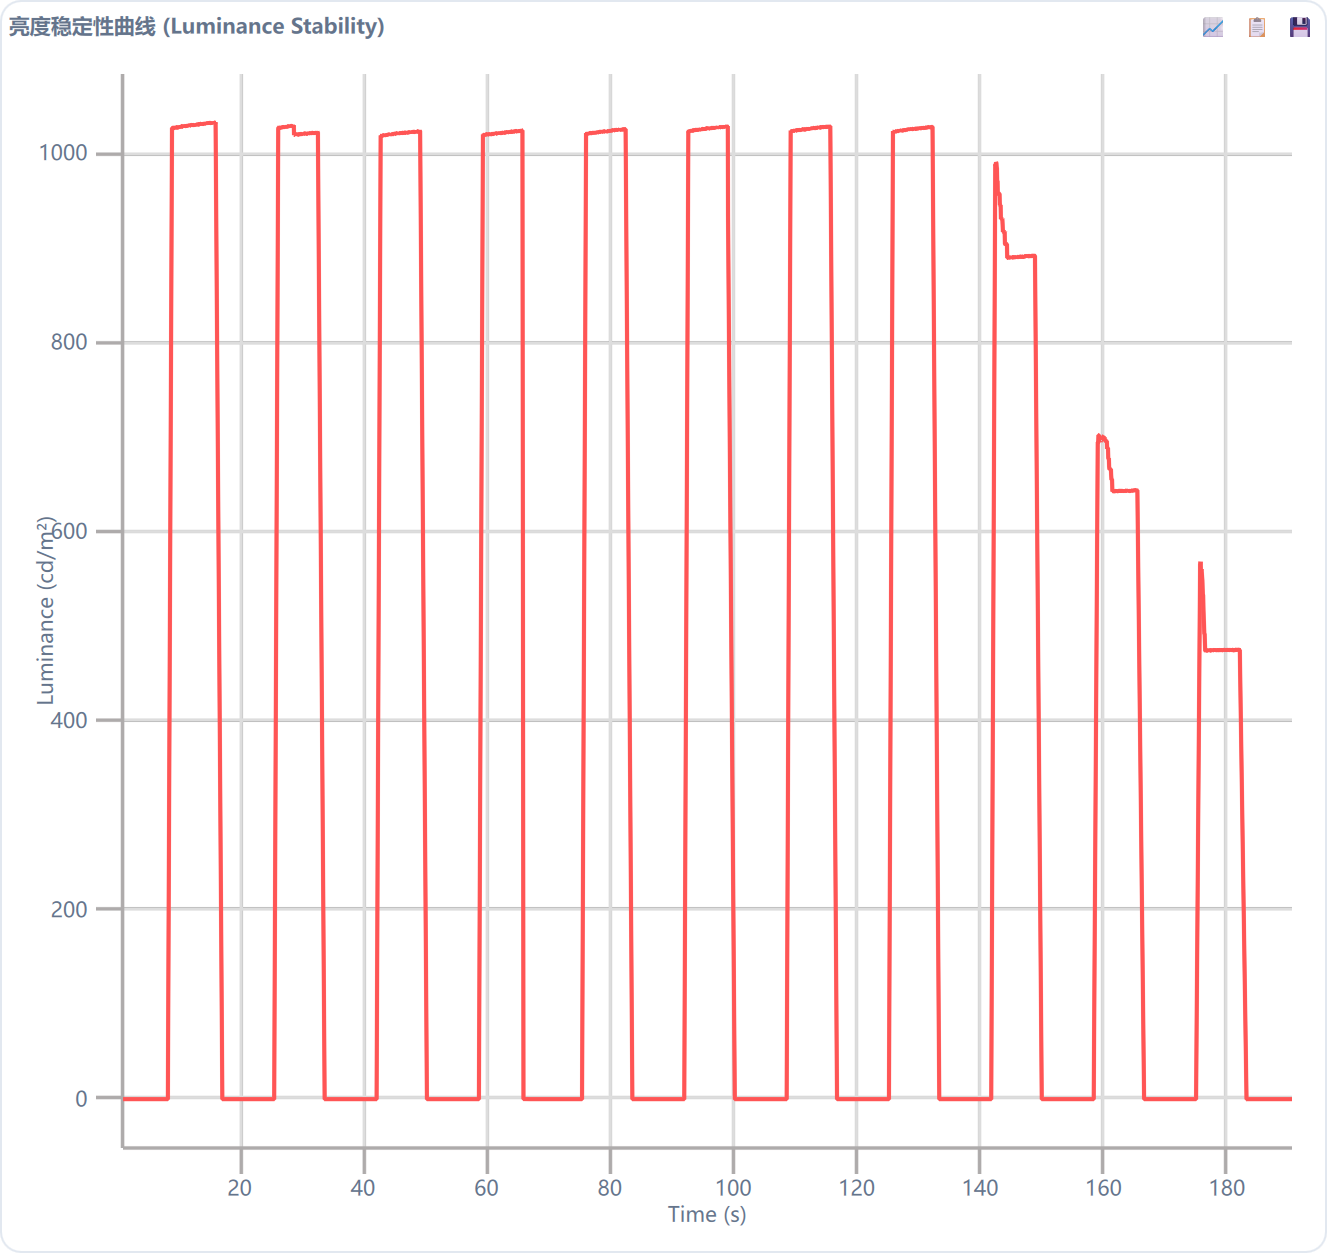 亮度稳定性曲线 (Luminance Stability)
1000
800
600
400
200
0
Luminance (cd/m²)
20 40 60 80 100 120 140 160 180
Time (s)